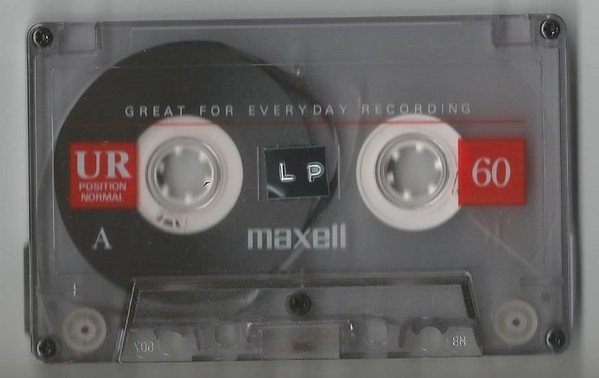 GREAT FOR EVERYDAY RECORDING
UR
POSITION
NORMAL
LP
60
A
maxell